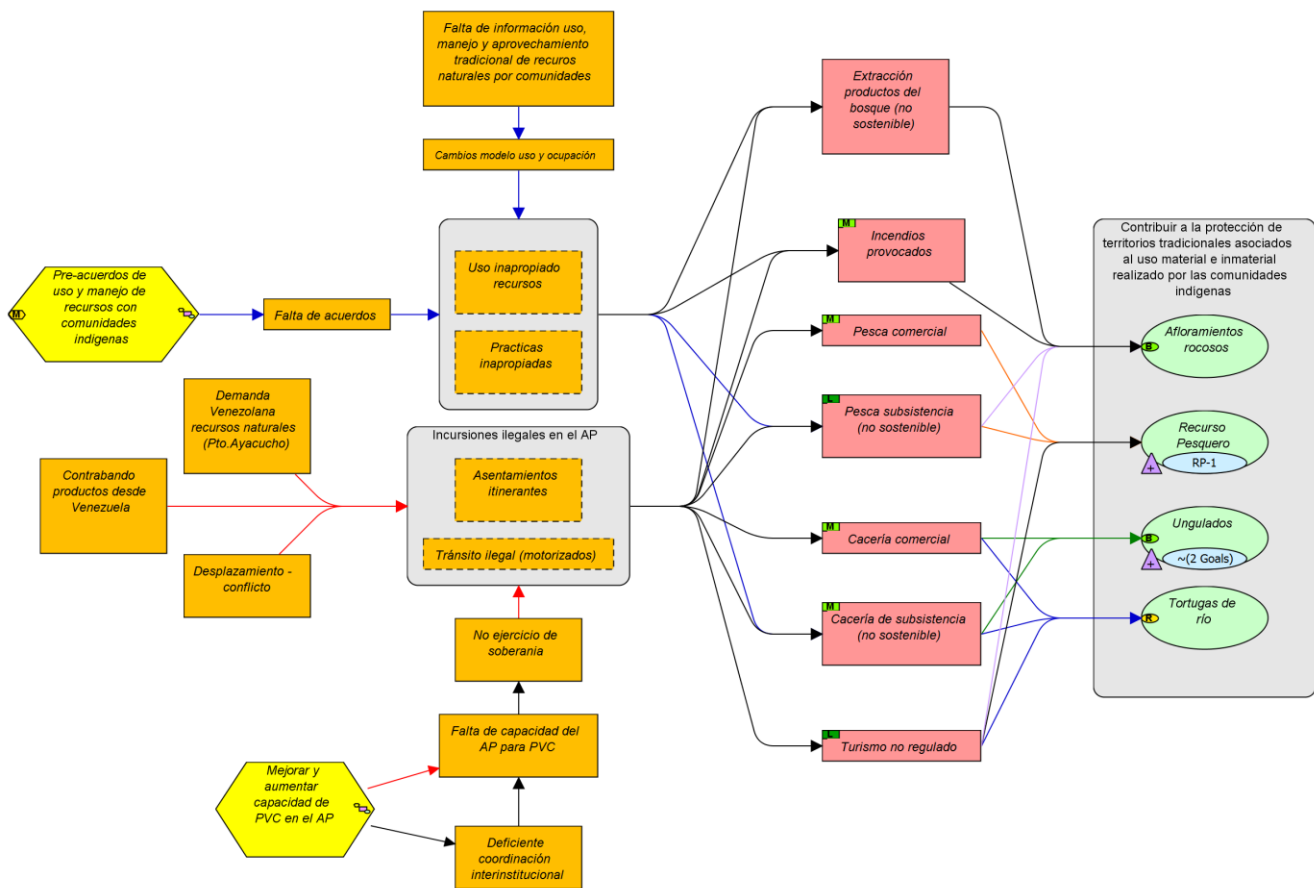 Falta de información uso,
manejo y aprovechamiento
tradicional de recuros
naturales por comunidades
Cambios modelo uso y ocupación
Pre-acuerdos de
uso y manejo de
recursos con
comunidades
indigenas
M
Falta de acuerdos
Uso inapropiado
recursos
Practicas
inapropiadas
Demanda
Venezolana
recursos naturales
(Pto.Ayacucho)
Contrabando
productos desde
Venezuela
Desplazamiento -
conflicto
Incursiones ilegales en el AP
Asentamientos
itinerantes
Tránsito ilegal (motorizados)
No ejercicio de
soberania
Falta de capacidad del
AP para PVC
Mejorar y
aumentar
capacidad de
PVC en el AP
Deficiente
coordinación
interinstitucional
Extracción
productos del
bosque (no
sostenible)
M
Incendios
provocados
M
Pesca comercial
L
Pesca subsistencia
(no sostenible)
M
Cacería comercial
M
Cacería de subsistencia
(no sostenible)
L
Turismo no regulado
Contribuir a la protección de
territorios tradicionales asociados
al uso material e inmaterial
realizado por las comunidades
indigenas
Afloramientos
rocosos
B
Recurso
Pesquero
+
RP-1
Ungulados
B
+
~(2 Goals)
Tortugas de
río
R